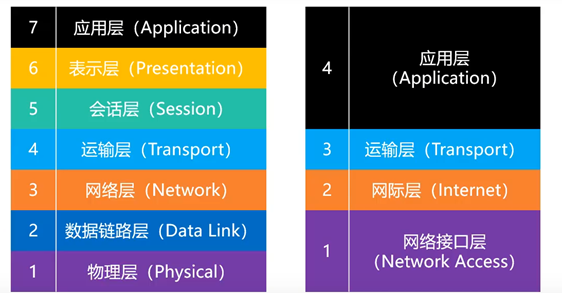 7 应用层（Application）
6 表示层（Presentation）
5 会话层（Session）
4 运输层（Transport）
3 网络层（Network）
2 数据链路层（Data Link）
1 物理层（Physical）
4 应用层
（Application）
3 运输层（Transport）
2 网际层（Internet）
1 网络接口层
（Network Access）